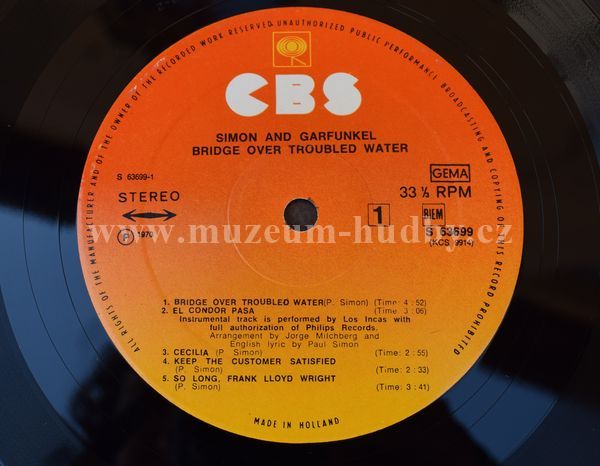 ALL RIGHTS OF THE MANUFACTURER AND OF THE OWNER OF THE RECORDED WORK RESERVED. UNAUTHORIZED PUBLIC PERFORMANCE BROADCASTING AND COPYING OF THIS RECORD PROHIBITED
CBS
SIMON AND GARFUNKEL
BRIDGE OVER TROUBLED WATER
S 63699-1
STEREO
GEMA
33 ⅓ RPM
℗ 1970
1
BIEM
S 63699
(KCS 9914)
www.muzeum-hudby.cz
1. BRIDGE OVER TROUBLED WATER(P. Simon) (Time: 4 : 52)
2. EL CONDOR PASA (Time : 3 : 06)
Instrumental track is performed by Los Incas with
full authorization of Philips Records.
Arrangement by Jorge Milchberg and
English lyric by Paul Simon
3. CECILIA (P. Simon) (Time: 2 : 55)
4. KEEP THE CUSTOMER SATISFIED
(P. Simon) (Time: 2 : 33)
5. SO LONG, FRANK LLOYD WRIGHT
(P. Simon) (Time: 3 : 41)
MADE IN HOLLAND